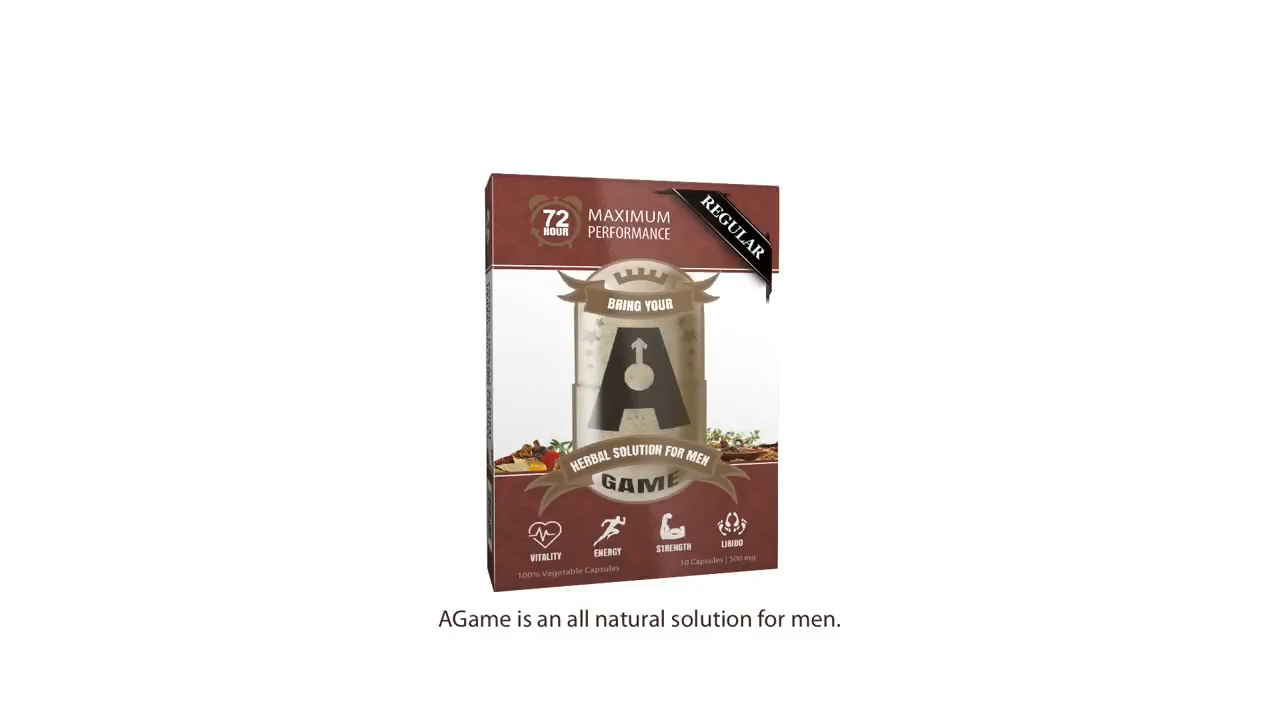 72
HOUR
MAXIMUM
PERFORMANCE
REGULAR
BRING YOUR
A
HERBAL SOLUTION FOR MEN
GAME
VITALITY
ENERGY
STRENGTH
LIBIDO
100% Vegetable Capsules
10 Capsules | 500 mg
AGame is an all natural solution for men.